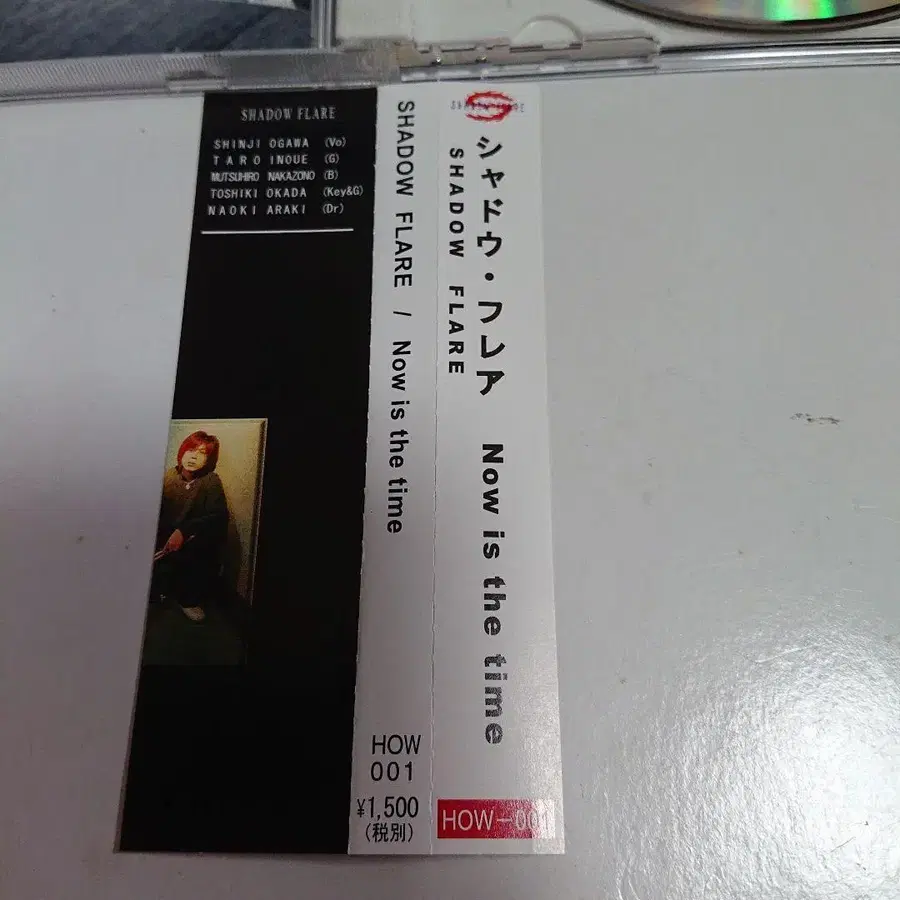 SHADOW FLARE
SHINJI OGAWA (Vo)
TARO INOUE (G)
MUTSUHIRO NAKAZONO (B)
TOSHIKI OKADA (Key&G)
NAOKI ARAKI (Dr)
SHADOW FLARE / Now is the time
HOW
001
¥1,500
(税別)
シャドウ・フレア Now is the time
SHADOW FLARE
HOW-001